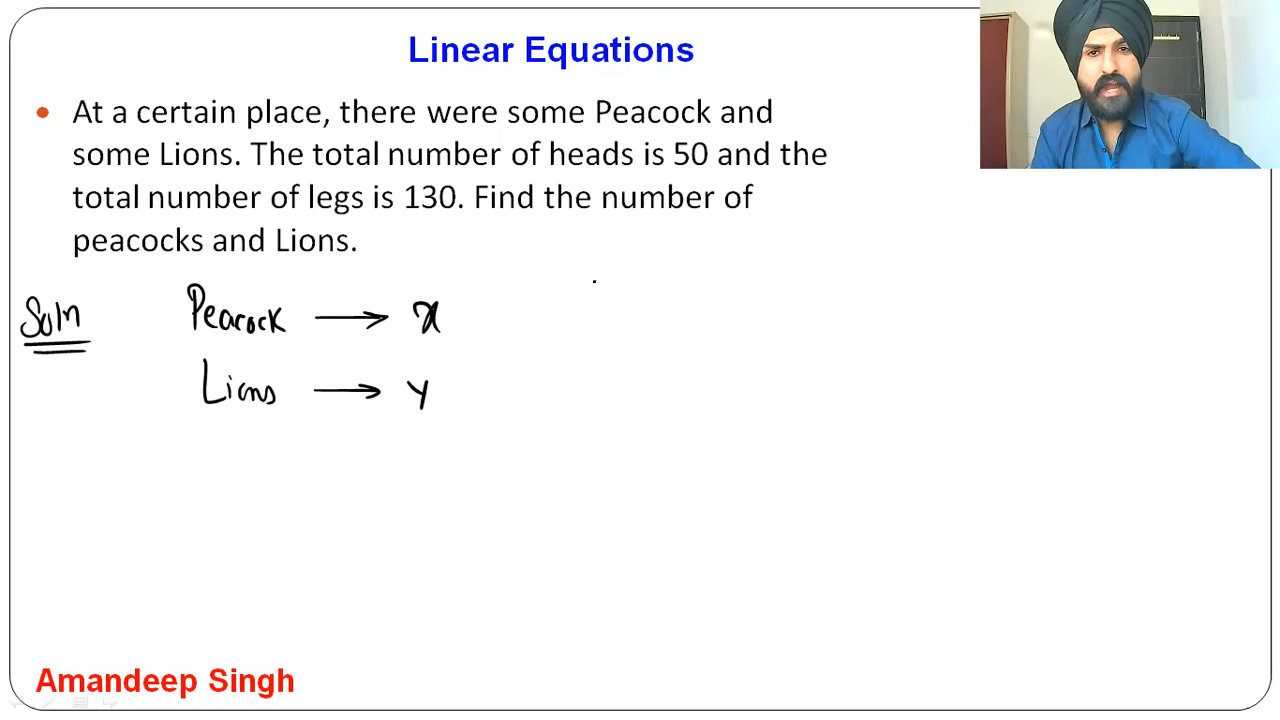 Linear Equations
• At a certain place, there were some Peacock and
some Lions. The total number of heads is 50 and the
total number of legs is 130. Find the number of
peacocks and Lions.
Soln Peacock → x
Lions → y
Amandeep Singh